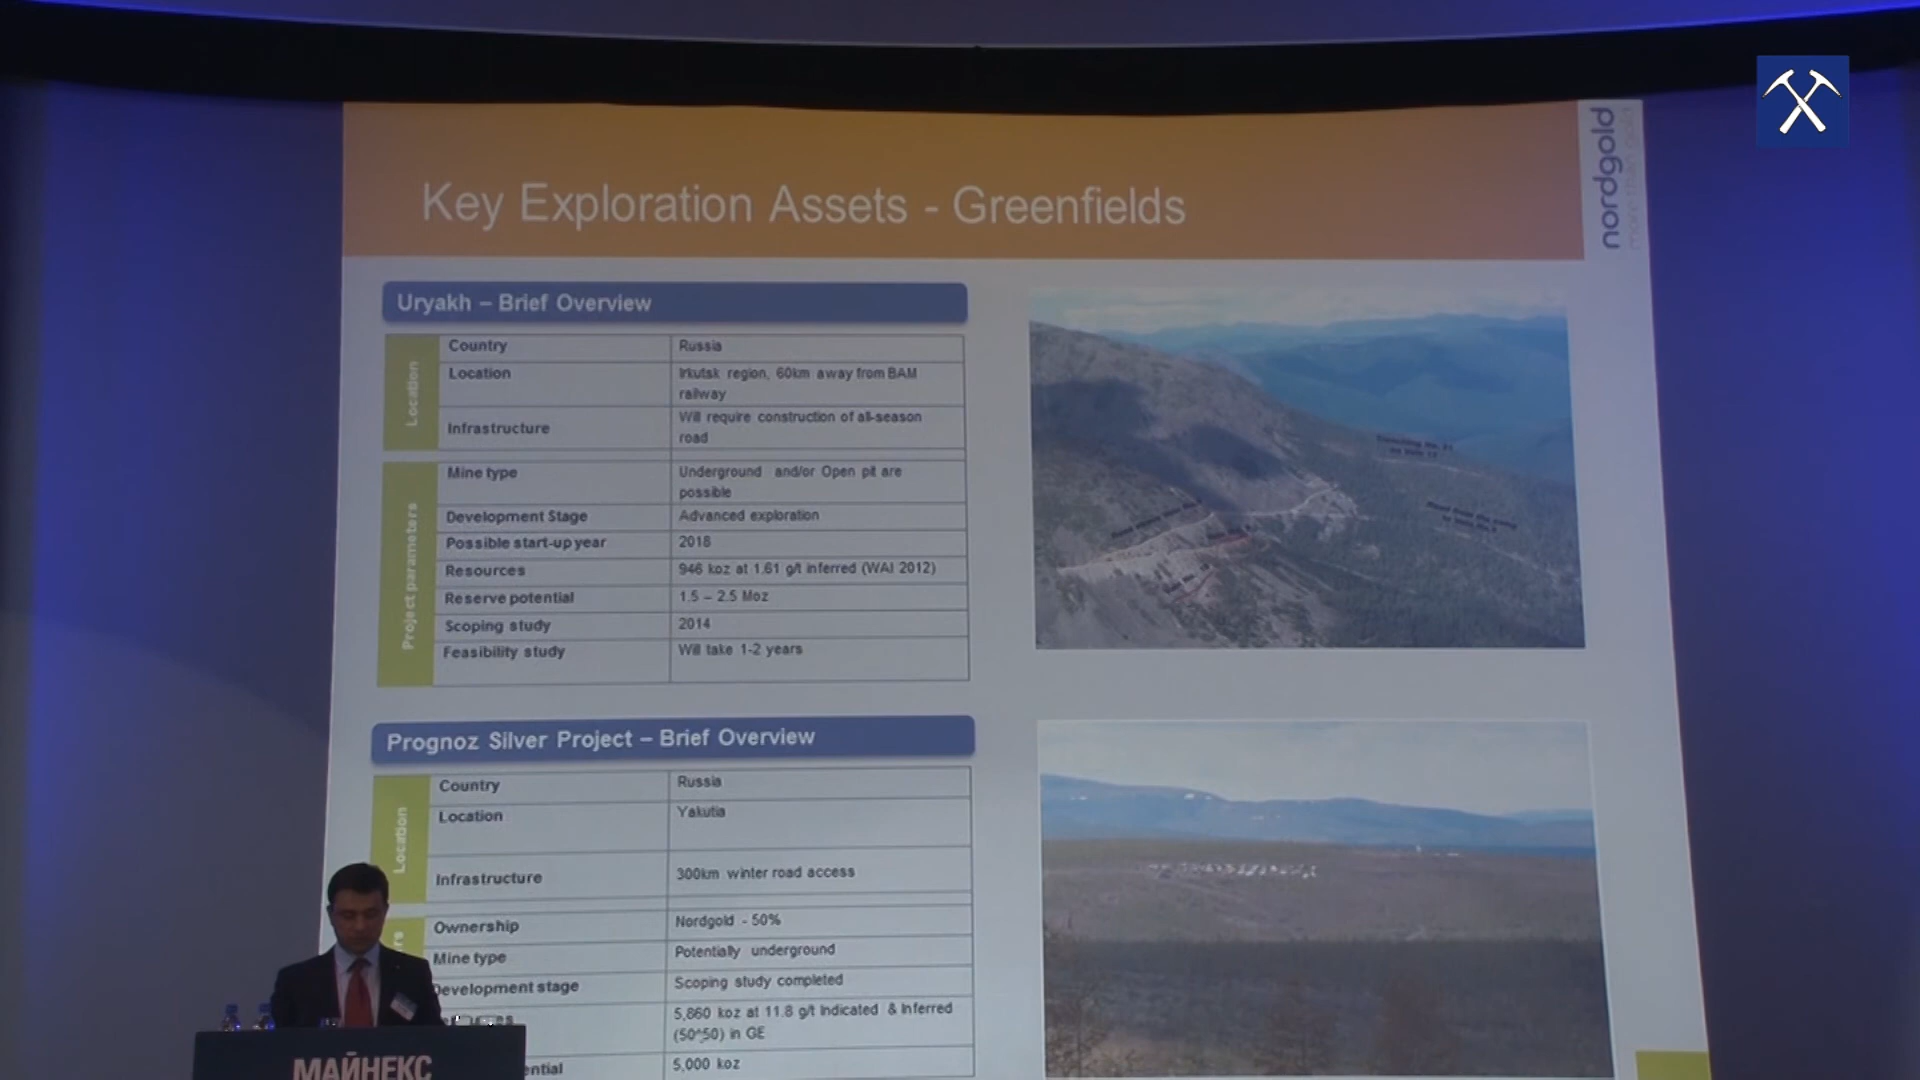 nordgold
Key Exploration Assets - Greenfields
Uryakh – Brief Overview
Location
Country Russia
Location Irkutsk region, 60km away from BAM
railway
Infrastructure Will require construction of all-season
road
Project parameters
Mine type Underground and/or Open pit are
possible
Development Stage Advanced exploration
Possible start-up year 2018
Resources 946 koz at 1.61 g/t inferred (WAI 2012)
Reserve potential 1.5 – 2.5 Moz
Scoping study 2014
Feasibility study Will take 1-2 years
Prognoz Silver Project – Brief Overview
Location
Country Russia
Location Yakutia
Infrastructure 300km winter road access
Ownership Nordgold - 50%
Mine type Potentially underground
Development stage Scoping study completed
5,860 koz at 11.8 g/t Indicated & Inferred
(50^50) in GE
ential 5,000 koz
МАЙНЕКС